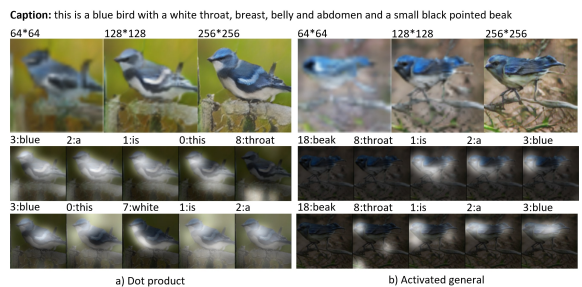 Caption: this is a blue bird with a white throat, breast, belly and abdomen and a small black pointed beak
64*64 128*128 256*256 64*64 128*128 256*256
3:blue 2:a 1:is 0:this 8:throat 18:beak 8:throat 1:is 2:a 3:blue
3:blue 0:this 7:white 1:is 2:a 18:beak 8:throat 1:is 2:a 3:blue
a) Dot product b) Activated general